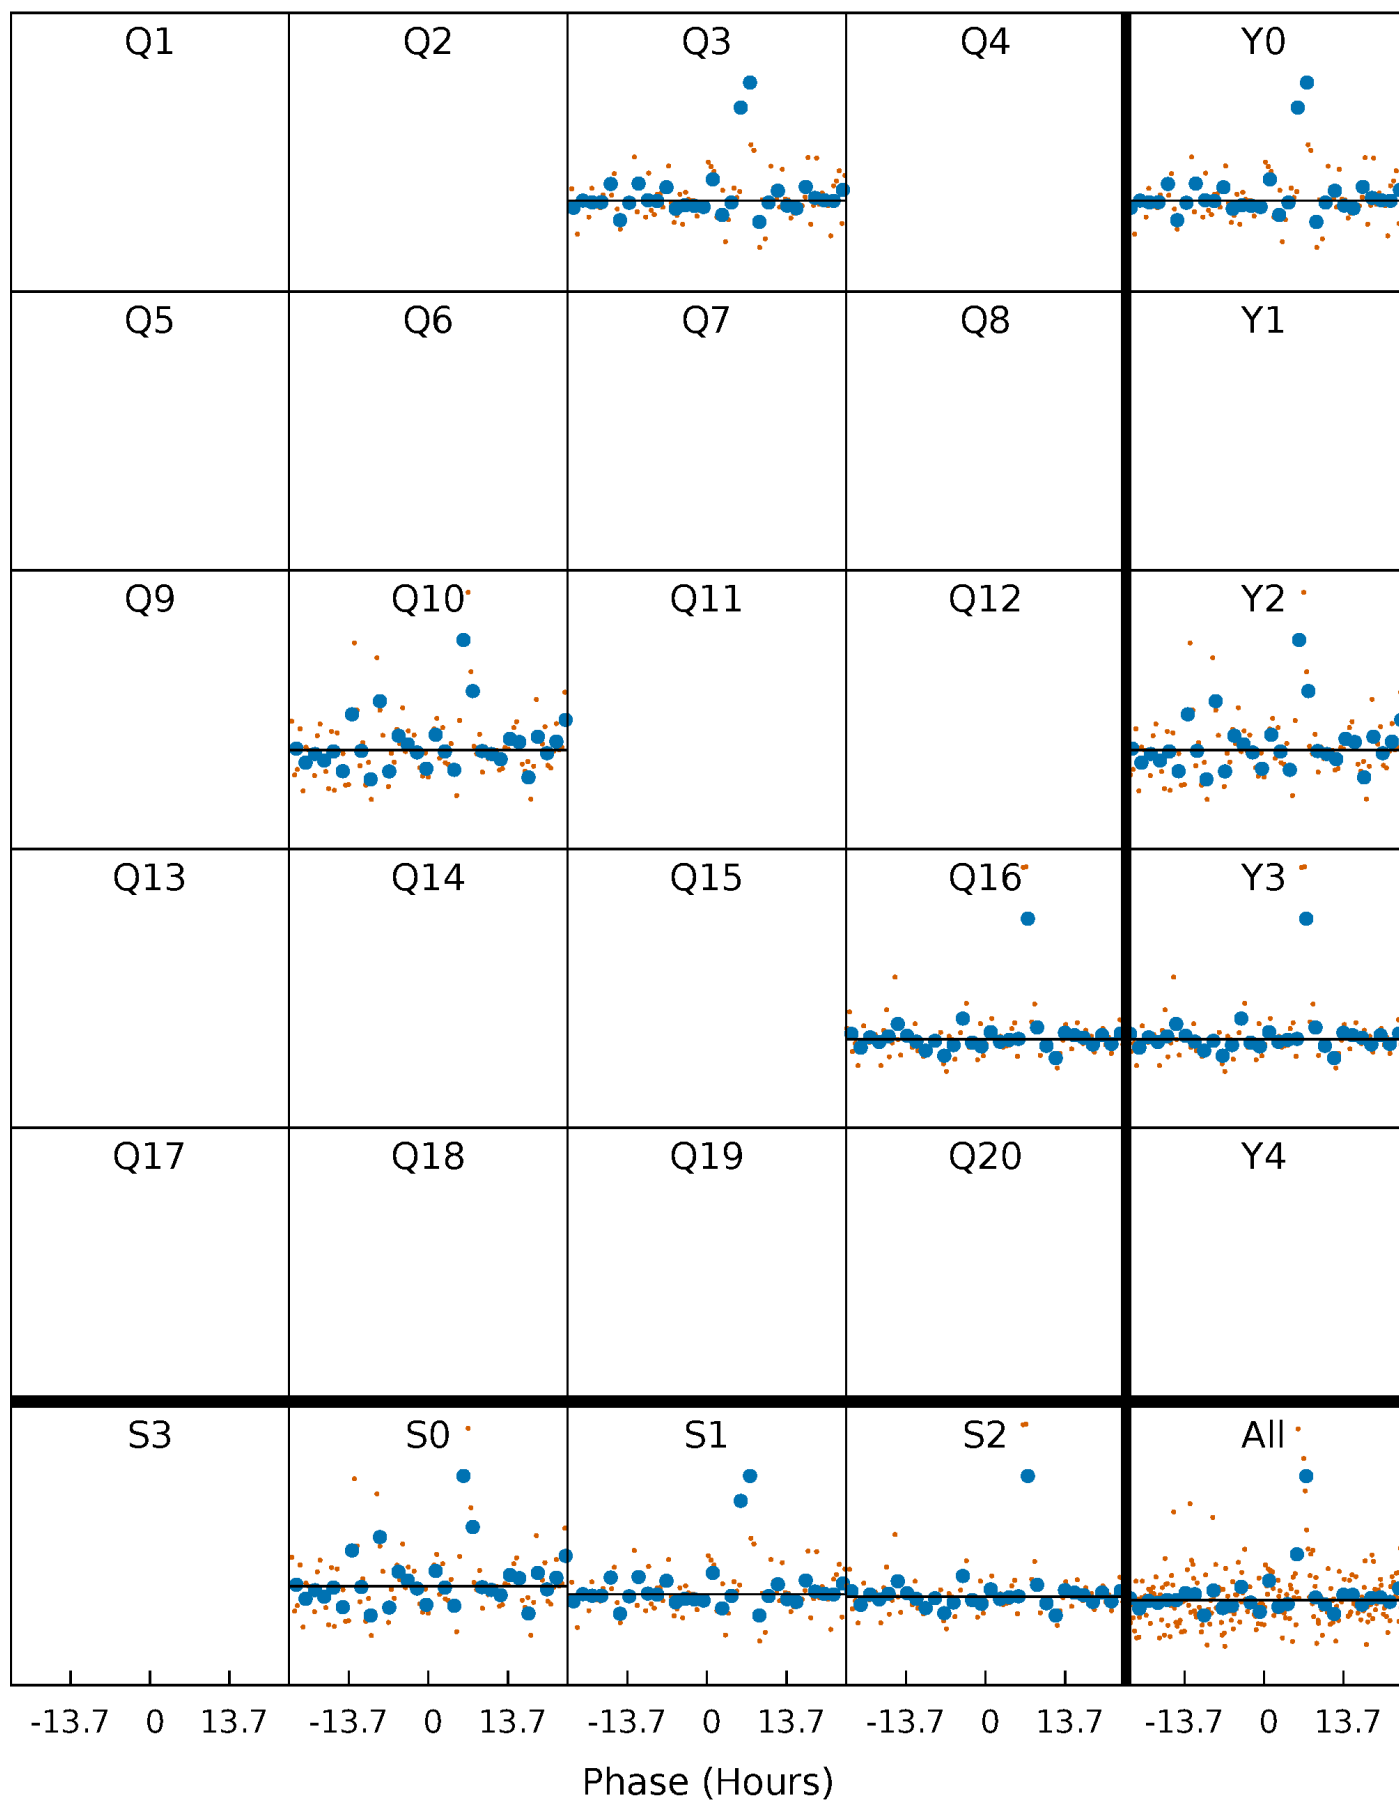 Q1 Q2 Q3 Q4 Y0
Q5 Q6 Q7 Q8 Y1
Q9 Q10 Q11 Q12 Y2
Q13 Q14 Q15 Q16 Y3
Q17 Q18 Q19 Q20 Y4
S3 S0 S1 S2 All
-13.7 0 13.7 -13.7 0 13.7 -13.7 0 13.7 -13.7 0 13.7 -13.7 0 13.7
Phase (Hours)